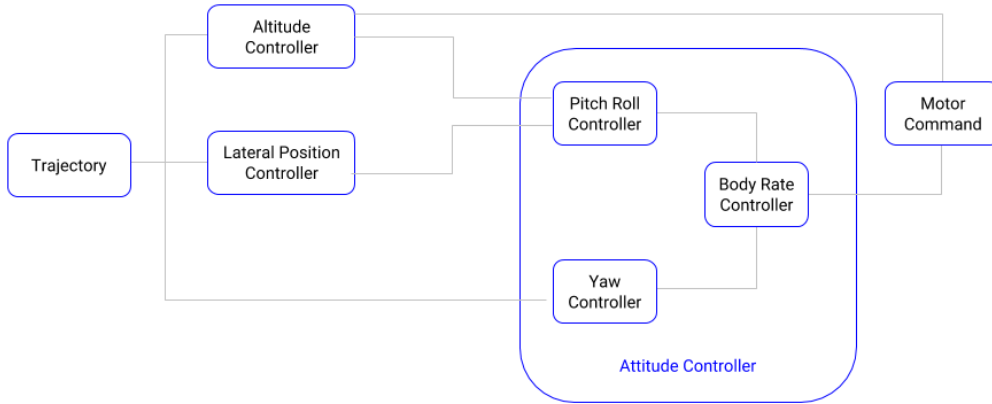 Altitude
Controller
Trajectory
Lateral Position
Controller
Pitch Roll
Controller
Yaw
Controller
Body Rate
Controller
Attitude Controller
Motor
Command